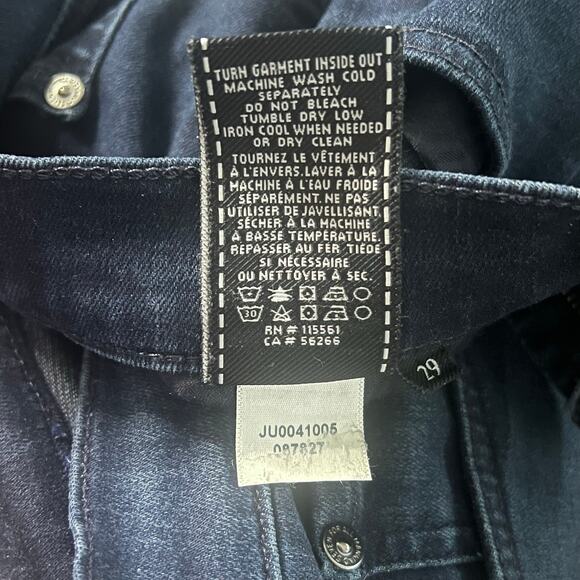 TURN GARMENT INSIDE OUT
MACHINE WASH COLD
SEPARATELY
DO NOT BLEACH
TUMBLE DRY LOW
IRON COOL WHEN NEEDED
OR DRY CLEAN
TOURNEZ LE VÊTEMENT
À L'ENVERS.LAVER À LA
MACHINE À L'EAU FROIDE
SÉPARÉMENT. NE PAS
UTILISER DE JAVELLISANT.
SÉCHER À LA MACHINE
À BASSE TEMPÉRATURE.
REPASSER AU FER TIÈDE
SI NÉCESSAIRE
OU NETTOYER À SEC.
30
RN # 115561
CA # 56266
29
JU0041005
087827